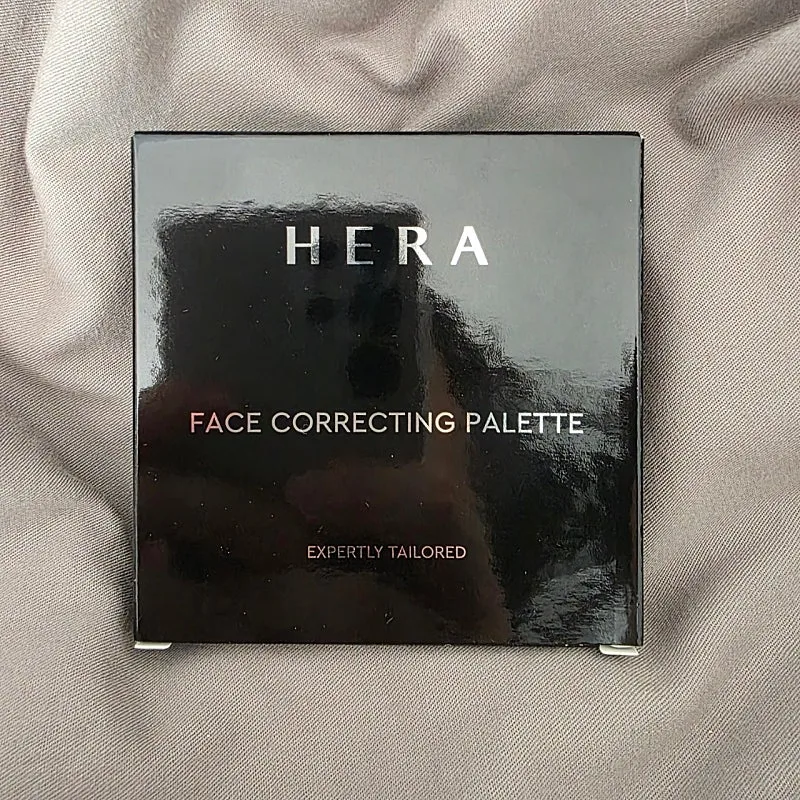 HERA
FACE CORRECTING PALETTE
EXPERTLY TAILORED